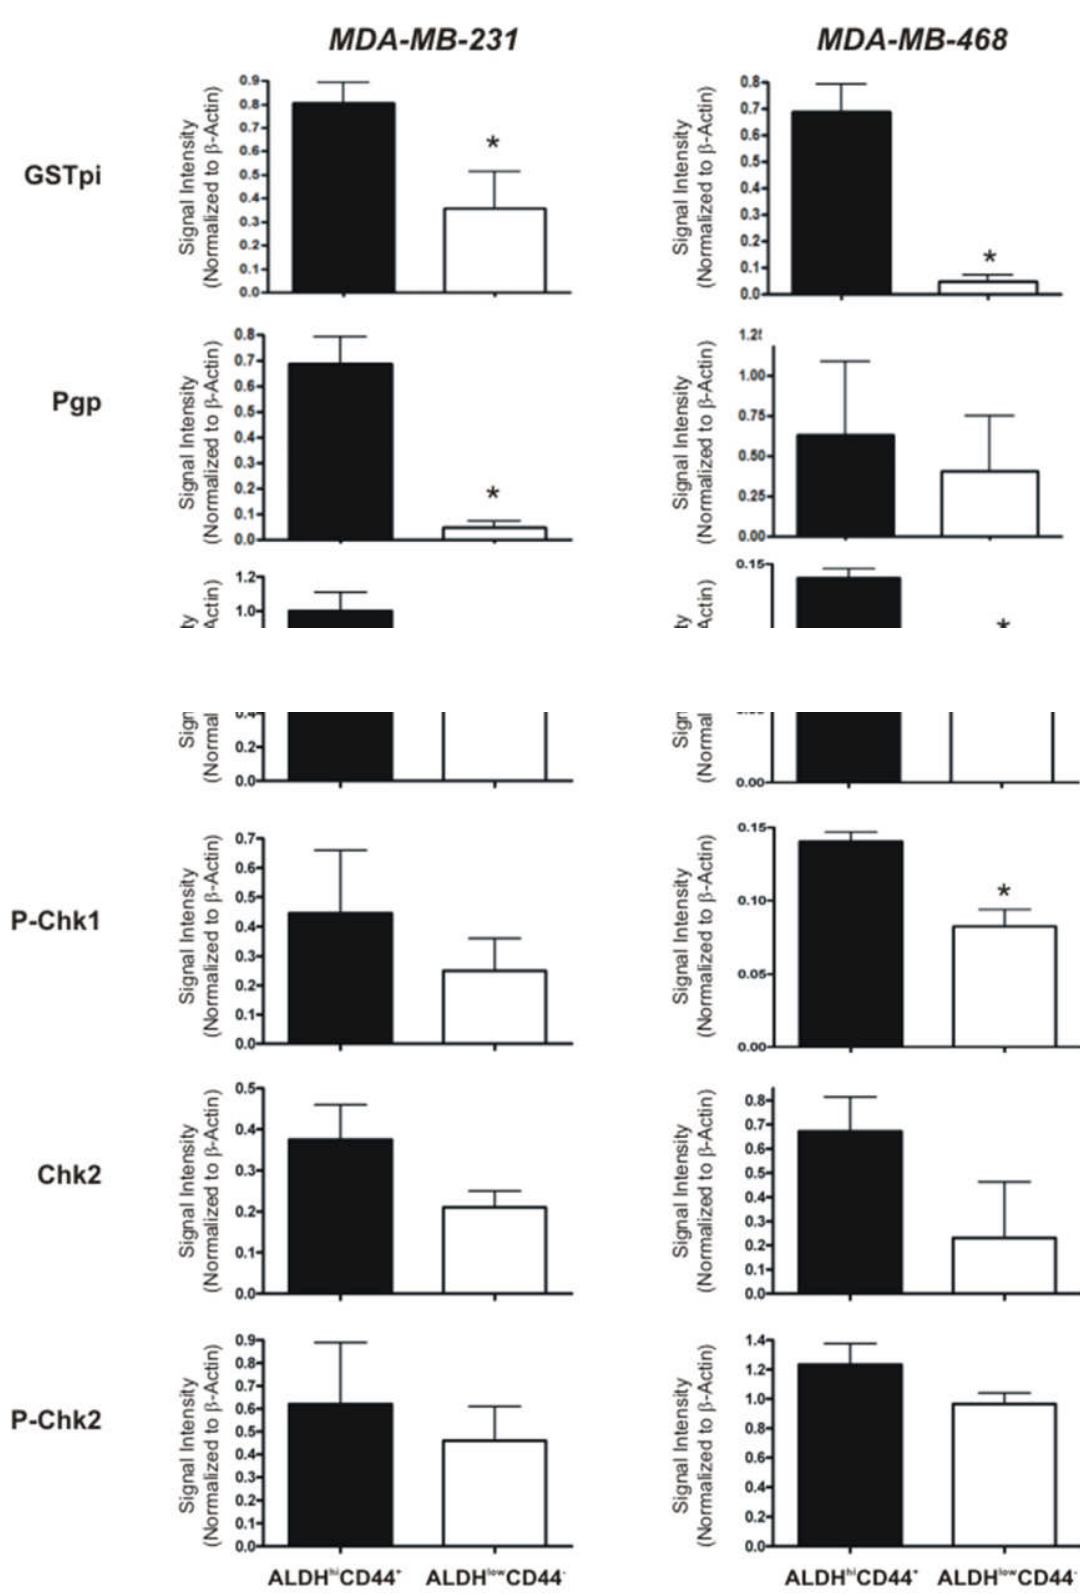 MDA-MB-231 MDA-MB-468
GSTpi
Signal Intensity
(Normalized to β-Actin)
0.9
0.8
0.7
0.6
0.5
0.4
0.3
0.2
0.1
0.0
*
Signal Intensity
(Normalized to β-Actin)
0.8
0.7
0.6
0.5
0.4
0.3
0.2
0.1
0.0
*
Pgp
Signal Intensity
(Normalized to β-Actin)
0.8
0.7
0.6
0.5
0.4
0.3
0.2
0.1
0.0
*
Signal Intensity
(Normalized to β-Actin)
1.00
0.75
0.50
0.25
0.00
ty
Actin)
1.2
1.0
ty
Actin)
0.15
*
Sign
(Normal
0.4
0.2
0.0
Sign
(Normal
0.00
P-Chk1
Signal Intensity
(Normalized to β-Actin)
0.7
0.6
0.5
0.4
0.3
0.2
0.1
0.0
Signal Intensity
(Normalized to β-Actin)
0.15
0.10
0.05
0.00
*
Chk2
Signal Intensity
(Normalized to β-Actin)
0.5
0.4
0.3
0.2
0.1
0.0
Signal Intensity
(Normalized to β-Actin)
0.8
0.7
0.6
0.5
0.4
0.3
0.2
0.1
0.0
P-Chk2
Signal Intensity
(Normalized to β-Actin)
0.9
0.8
0.7
0.6
0.5
0.4
0.3
0.2
0.1
0.0
Signal Intensity
(Normalized to β-Actin)
1.4
1.2
1.0
0.8
0.6
0.4
0.2
0.0
ALDHhiCD44+ ALDHlowCD44- ALDHhiCD44+ ALDHlowCD44-